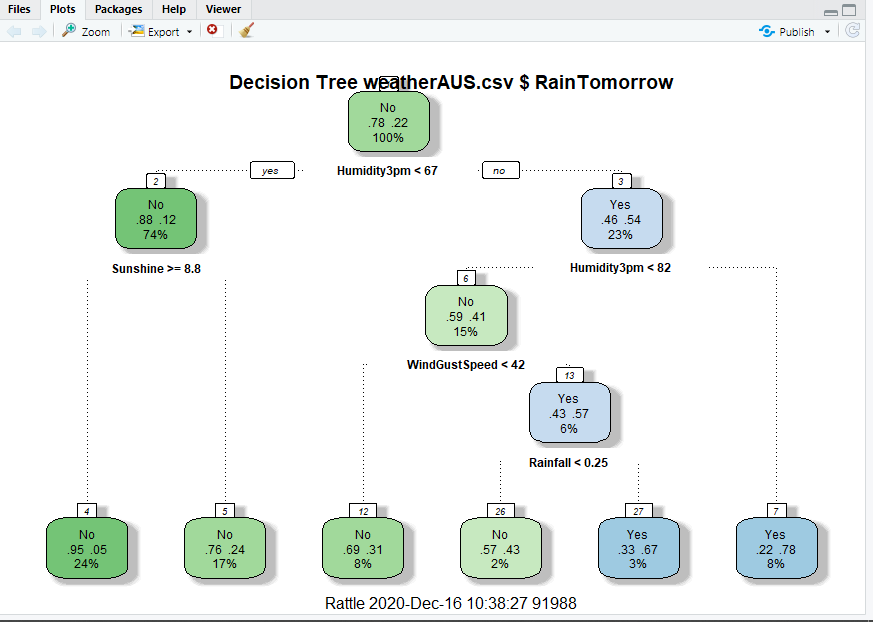 Files Plots Packages Help Viewer
Zoom Export Publish
Decision Tree weatherAUS.csv $ RainTomorrow
No
.78 .22
100%
yes Humidity3pm < 67 no
2 3
No Yes
.88 .12 .46 .54
74% 23%
Sunshine >= 8.8 Humidity3pm < 82
6
No
.59 .41
15%
WindGustSpeed < 42
13
Yes
.43 .57
6%
Rainfall < 0.25
4 5 12 26 27 7
No No No No Yes Yes
.95 .05 .76 .24 .69 .31 .57 .43 .33 .67 .22 .78
24% 17% 8% 2% 3% 8%
Rattle 2020-Dec-16 10:38:27 91988